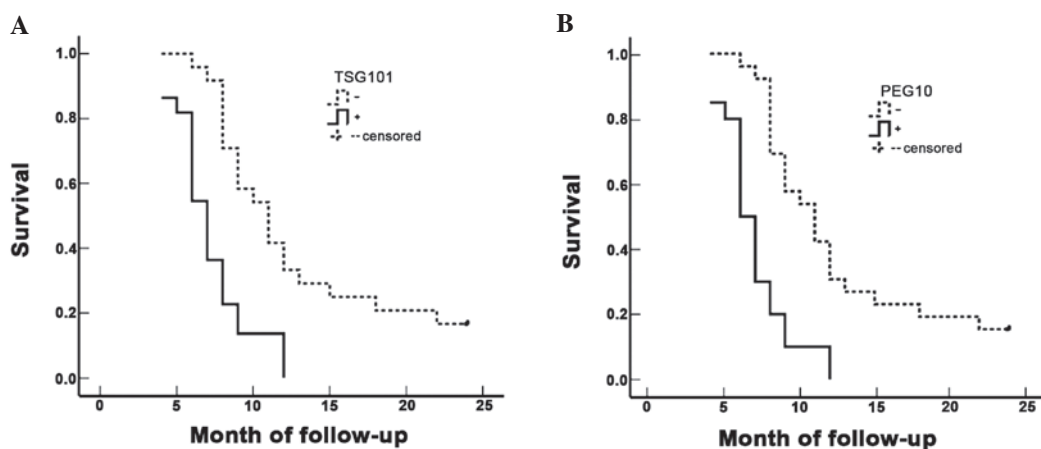 A
Survival
1.0
0.8
0.6
0.4
0.2
0.0
TSG101
-
+
--censored
0
5
10
15
20
25
Month of follow-up
B
Survival
1.0
0.8
0.6
0.4
0.2
0.0
PEG10
-
+
--censored
0
5
10
15
20
25
Month of follow-up